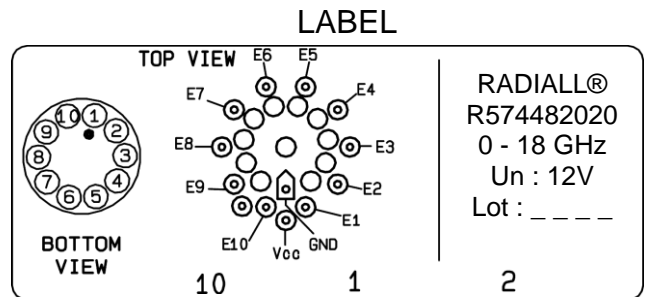 LABEL
TOP VIEW
E6
E5
E7
E4
E8
E3
E9
E2
E10
Vcc
GND
E1
10
1
9
2
8
3
7
4
6
5
BOTTOM
VIEW
RADIALL®
R574482020
0 - 18 GHz
Un : 12V
Lot : _ _ _ _
10
1
2